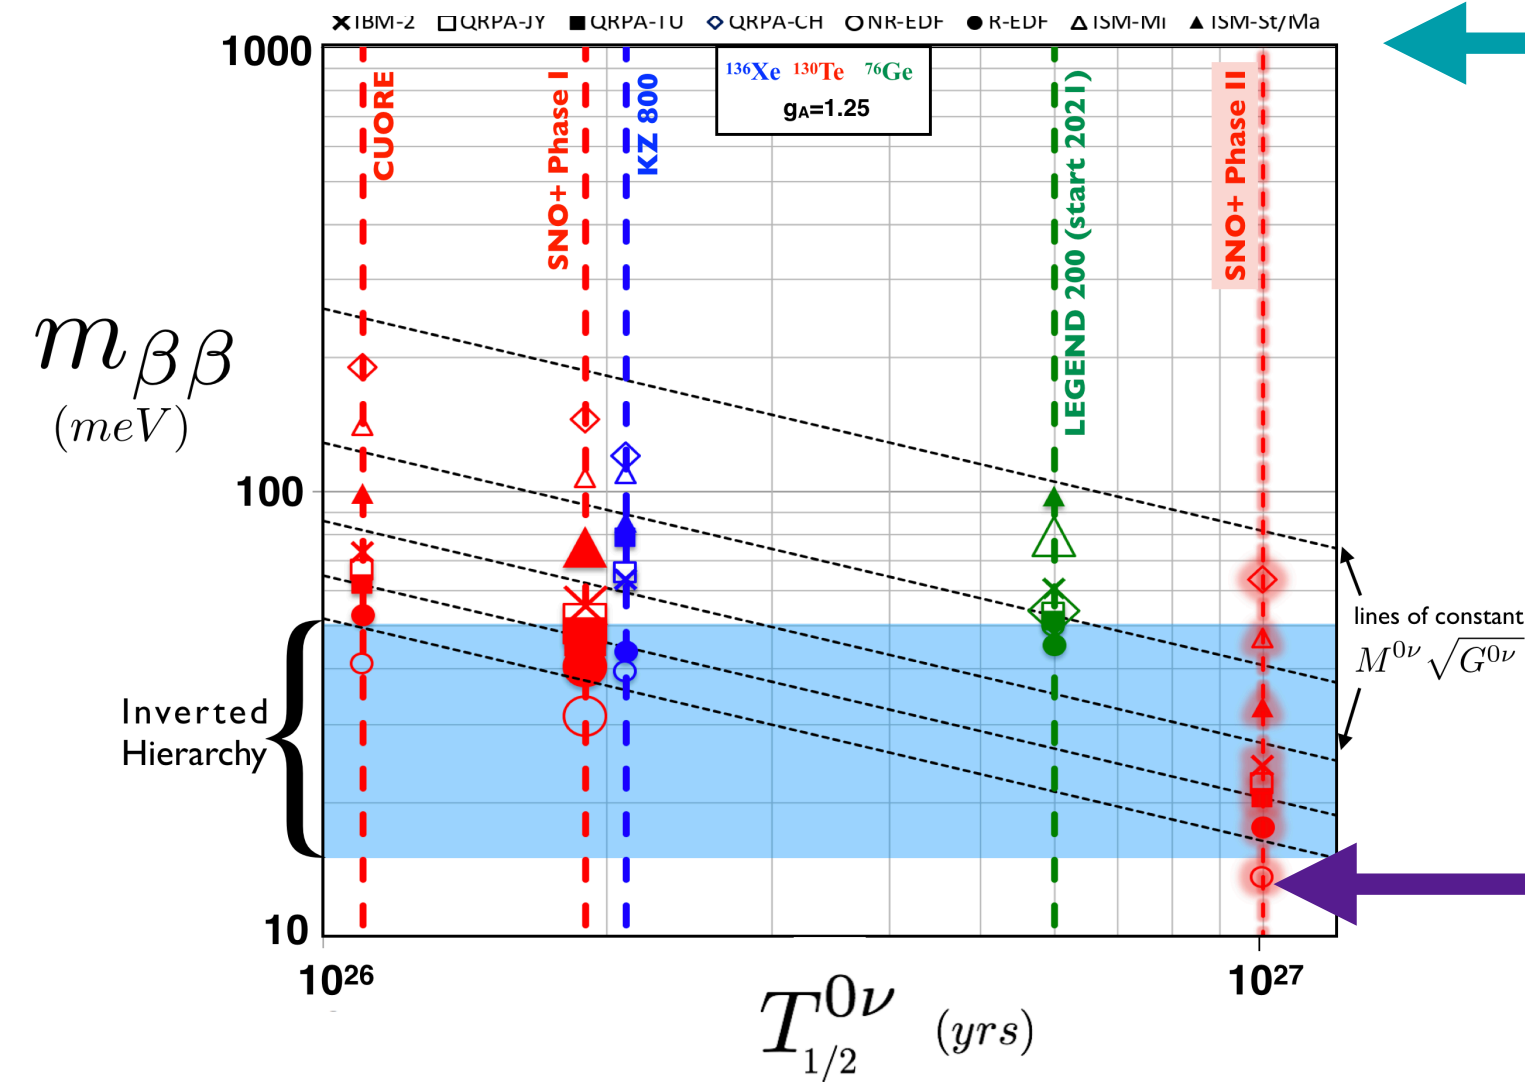 IBM-2 QRPA-JY QRPA-TU QRPA-CH NR-EDF R-EDF ISM-Mi ISM-St/Ma
1000
CUORE
SNO+ Phase I
KZ 800
136Xe 130Te 76Ge
gA=1.25
LEGEND 200 (start 2021)
SNO+ Phase II
mββ
(meV)
100
lines of constant
M0ν√G0ν
Inverted
Hierarchy
10
10²⁶
10²⁷
T0ν1/2 (yrs)